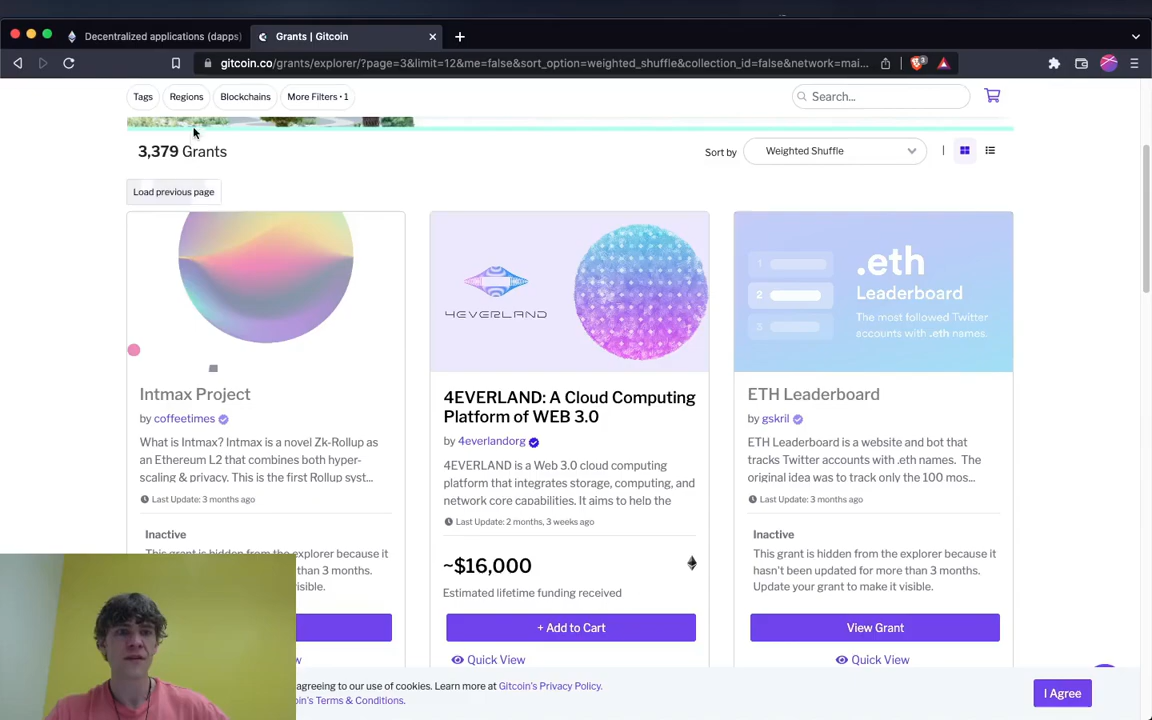 Decentralized applications (dapps)
Grants | Gitcoin
gitcoin.co/grants/explorer/?page=3&limit=12&me=false&sort_option=weighted_shuffle&collection_id=false&network=mai...
3
Tags
Regions
Blockchains
More Filters · 1
Search...
3,379 Grants
Sort by
Weighted Shuffle
Load previous page
4EVERLAND
1
2
3
.eth
Leaderboard
The most followed Twitter
accounts with .eth names.
Intmax Project
by coffeetimes
What is Intmax? Intmax is a novel Zk-Rollup as
an Ethereum L2 that combines both hyper-
scaling & privacy. This is the first Rollup syst...
Last Update: 3 months ago
Inactive
This grant is hidden from the explorer because it
than 3 months.
visible.
4EVERLAND: A Cloud Computing
Platform of WEB 3.0
by 4everlandorg
4EVERLAND is a Web 3.0 cloud computing
platform that integrates storage, computing, and
network core capabilities. It aims to help the
Last Update: 2 months, 3 weeks ago
~$16,000
Estimated lifetime funding received
+ Add to Cart
Quick View
ETH Leaderboard
by gskril
ETH Leaderboard is a website and bot that
tracks Twitter accounts with .eth names. The
original idea was to track only the 100 mos...
Last Update: 3 months ago
Inactive
This grant is hidden from the explorer because it
hasn't been updated for more than 3 months.
Update your grant to make it visible.
View Grant
Quick View
agreeing to our use of cookies. Learn more at Gitcoin's Privacy Policy.
oin's Terms & Conditions.
I Agree